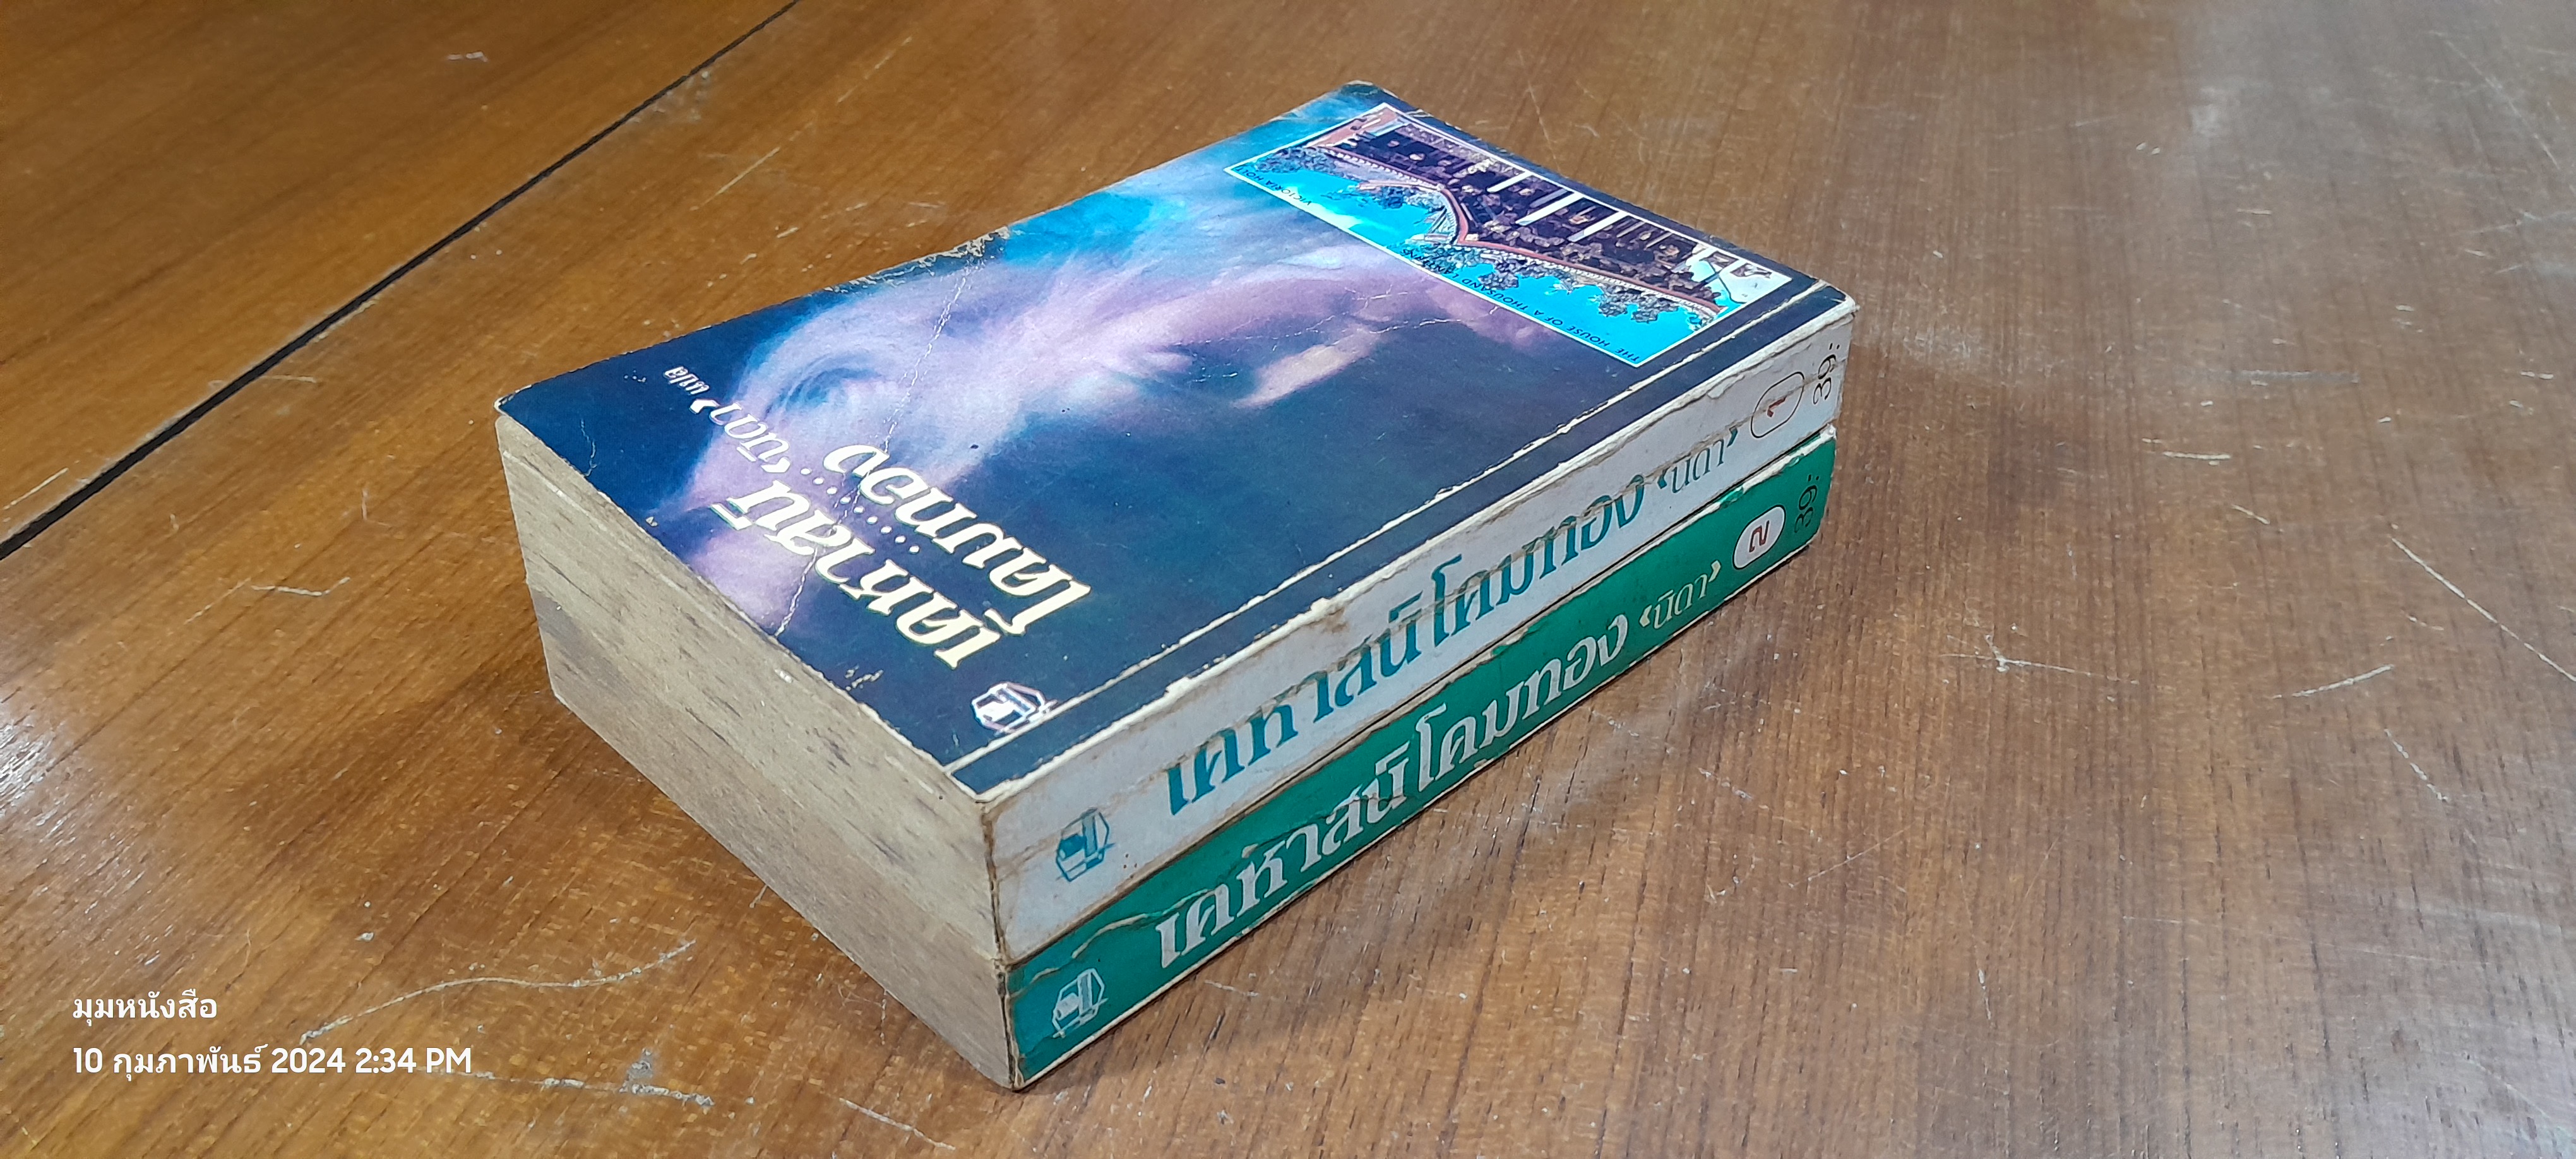 THE HOUSE OF A THOUSAND LANTERNS
VICTORIA HOLT
เคหาสน์
โคมทอง
.........‘นิดา’ แปล
เคหาสน์โคมทอง ‘นิดา’ ๑ 39.-
เคหาสน์โคมทอง ‘นิดา’ ๒ 39.-
มุมหนังสือ
10 กุมภาพันธ์ 2024 2:34 PM